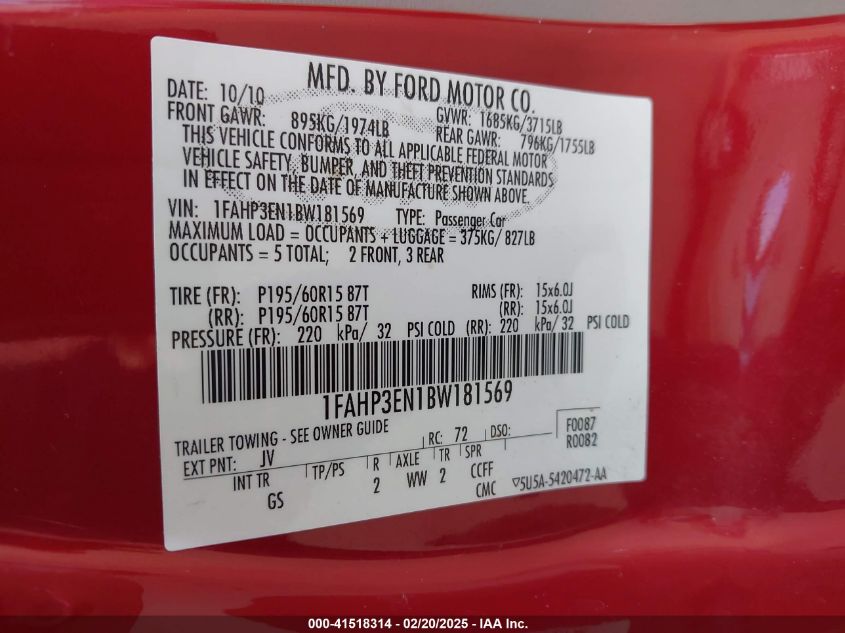 MFD. BY FORD MOTOR CO.
DATE: 10/10 GVWR: 1685KG/3715LB
FRONT GAWR: 895KG/1974LB REAR GAWR: 796KG/1755LB
THIS VEHICLE CONFORMS TO ALL APPLICABLE FEDERAL MOTOR
VEHICLE SAFETY, BUMPER, AND THEFT PREVENTION STANDARDS
IN EFFECT ON THE DATE OF MANUFACTURE SHOWN ABOVE.
VIN: 1FAHP3EN1BW181569 TYPE: Passenger Car
MAXIMUM LOAD = OCCUPANTS + LUGGAGE = 375KG/ 827LB
OCCUPANTS = 5 TOTAL; 2 FRONT, 3 REAR
TIRE (FR): P195/60R15 87T RIMS (FR): 15x6.0J
(RR): P195/60R15 87T (RR): 15x6.0J
PRESSURE (FR): 220 kPa/ 32 PSI COLD (RR): 220 kPa/ 32 PSI COLD
1FAHP3EN1BW181569
TRAILER TOWING - SEE OWNER GUIDE RC: 72 DSO: F0087
EXT PNT: JV R0082
INT TR TP/PS R AXLE TR SPR
GS 2 WW 2 CCFF
CMC ▽5U5A-5420472-AA
000-41518314 - 02/20/2025 - IAA Inc.